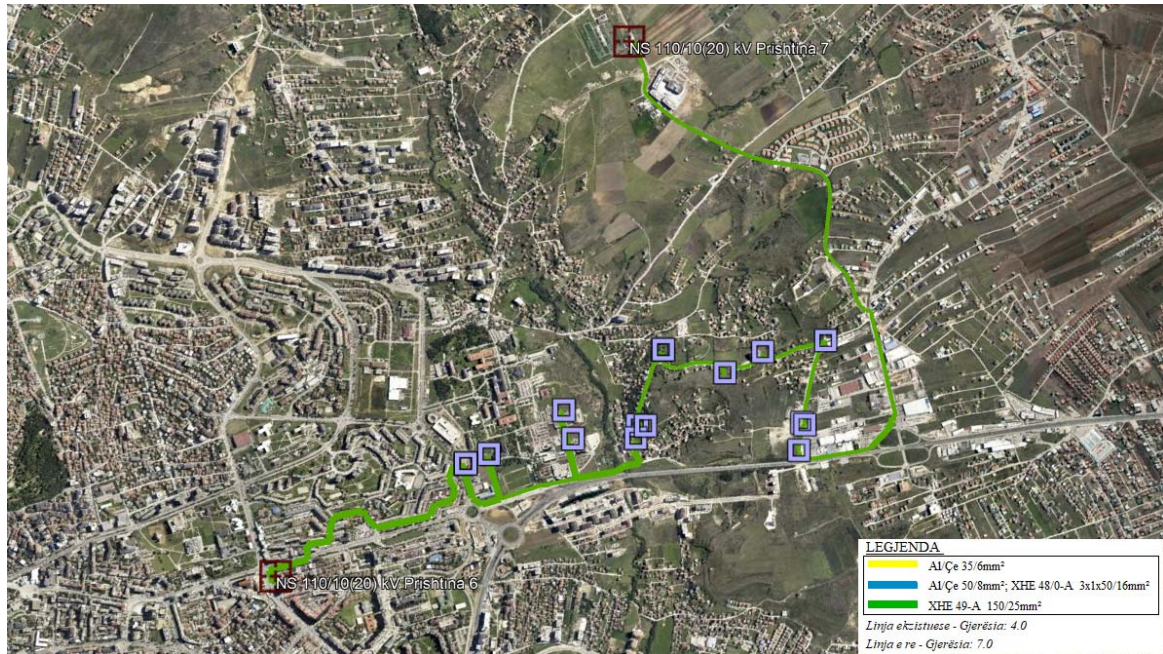 NS 110/10(20) kV Prishtina 7
NS 110/10(20) kV Prishtina 6
LEGJENDA
Al/Çe 35/6mm²
Al/Çe 50/8mm²; XHE 48/0-A 3x1x50/16mm²
XHE 49-A 150/25mm²
Linja ekzistuese - Gjerësia: 4.0
Linja e re - Gjerësia: 7.0